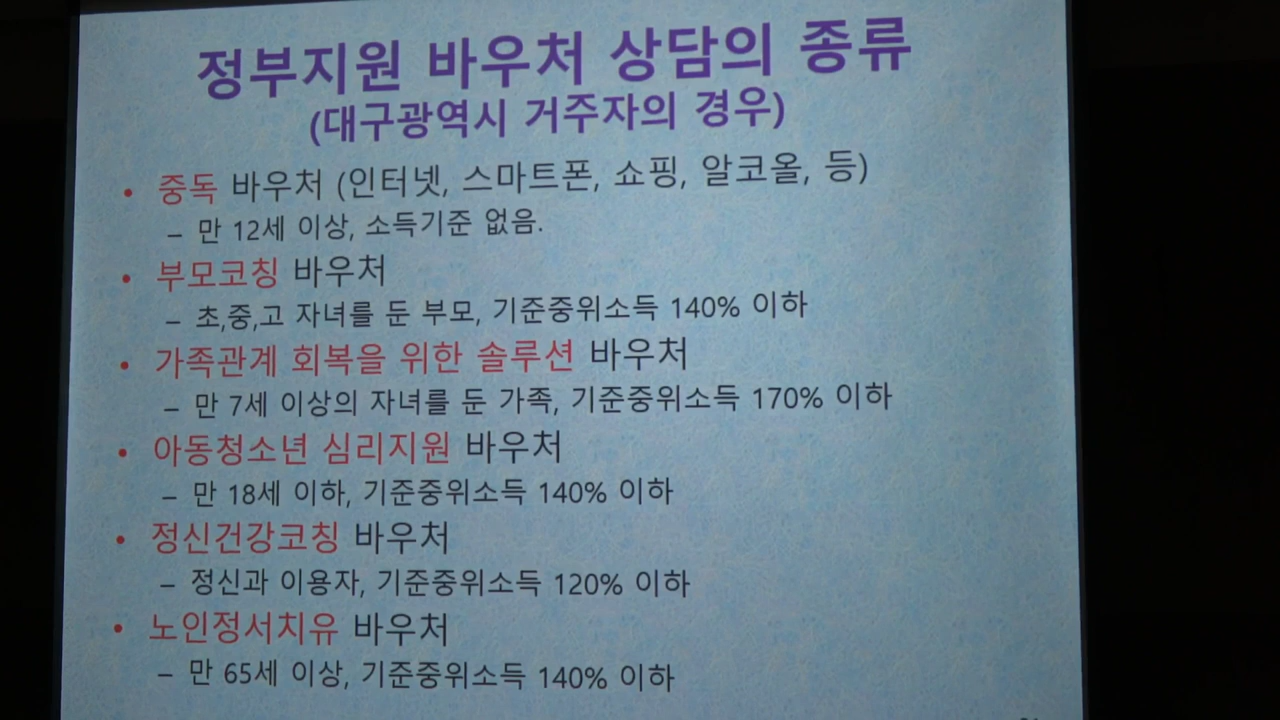 정부지원 바우처 상담의 종류
(대구광역시 거주자의 경우)
• 중독 바우처 (인터넷, 스마트폰, 쇼핑, 알코올, 등)
– 만 12세 이상, 소득기준 없음.
• 부모코칭 바우처
– 초,중,고 자녀를 둔 부모, 기준중위소득 140% 이하
• 가족관계 회복을 위한 솔루션 바우처
– 만 7세 이상의 자녀를 둔 가족, 기준중위소득 170% 이하
• 아동청소년 심리지원 바우처
– 만 18세 이하, 기준중위소득 140% 이하
• 정신건강코칭 바우처
– 정신과 이용자, 기준중위소득 120% 이하
• 노인정서치유 바우처
– 만 65세 이상, 기준중위소득 140% 이하